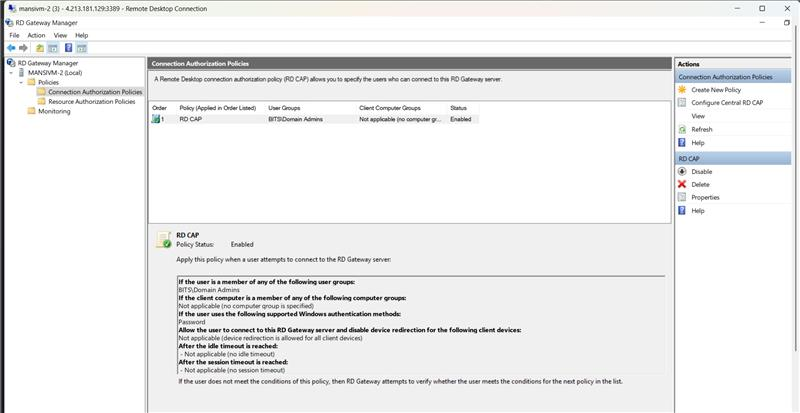 mansivm-2 (3) - 4.213.181.129:3389 - Remote Desktop Connection
RD Gateway Manager
File Action View Help
RD Gateway Manager
MANSIVM-2 (Local)
Policies
Connection Authorization Policies
Resource Authorization Policies
Monitoring
Connection Authorization Policies
A Remote Desktop connection authorization policy (RD CAP) allows you to specify the users who can connect to this RD Gateway server.
Order Policy (Applied in Order Listed) User Groups Client Computer Groups Status
1 RD CAP BITS\Domain Admins Not applicable (no computer gr... Enabled
RD CAP
Policy Status: Enabled
Apply this policy when a user attempts to connect to the RD Gateway server:
If the user is a member of any of the following user groups:
BITS\Domain Admins
If the client computer is a member of any of the following computer groups:
Not applicable (no computer group is specified)
If the user uses the following supported Windows authentication methods:
Password
Allow the user to connect to this RD Gateway server and disable device redirection for the following client devices:
Not applicable (device redirection is allowed for all client devices)
After the idle timeout is reached:
- Not applicable (no idle timeout)
After the session timeout is reached:
- Not applicable (no session timeout)
If the user does not meet the conditions of this policy, then RD Gateway attempts to verify whether the user meets the conditions for the next policy in the list.
Actions
Connection Authorization Policies
Create New Policy
Configure Central RD CAP
View
Refresh
Help
RD CAP
Disable
Delete
Properties
Help